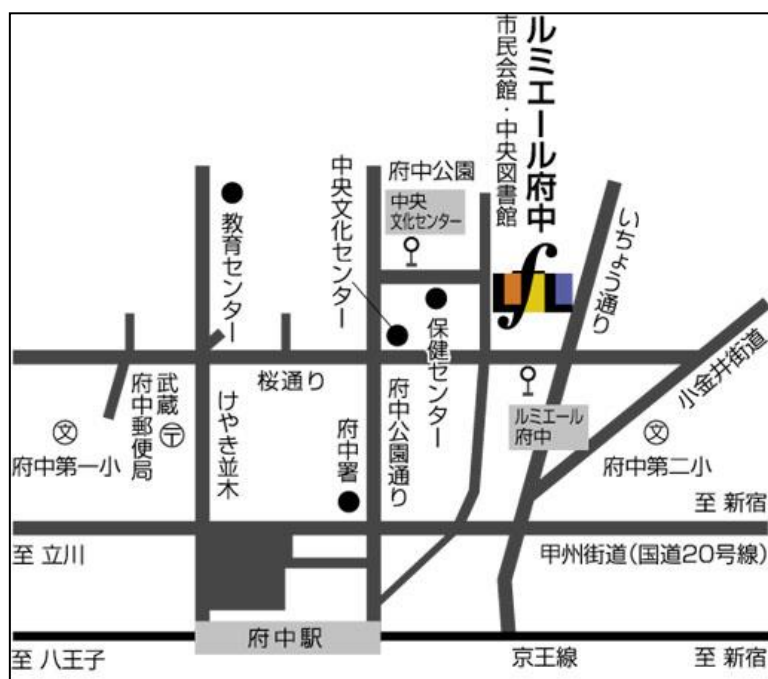 ルミエール府中
市民会館・中央図書館
府中公園
中央
文化センター
中央文化センター
教育センター
いちょう通り
保健センター
小金井街道
桜通り
ルミエール
府中
武蔵
府中郵便局
〒
けやき並木
府中署
府中公園通り
文
府中第一小
文
府中第二小
至 新宿
至 立川
甲州街道(国道20号線)
府中駅
至 八王子
京王線
至 新宿